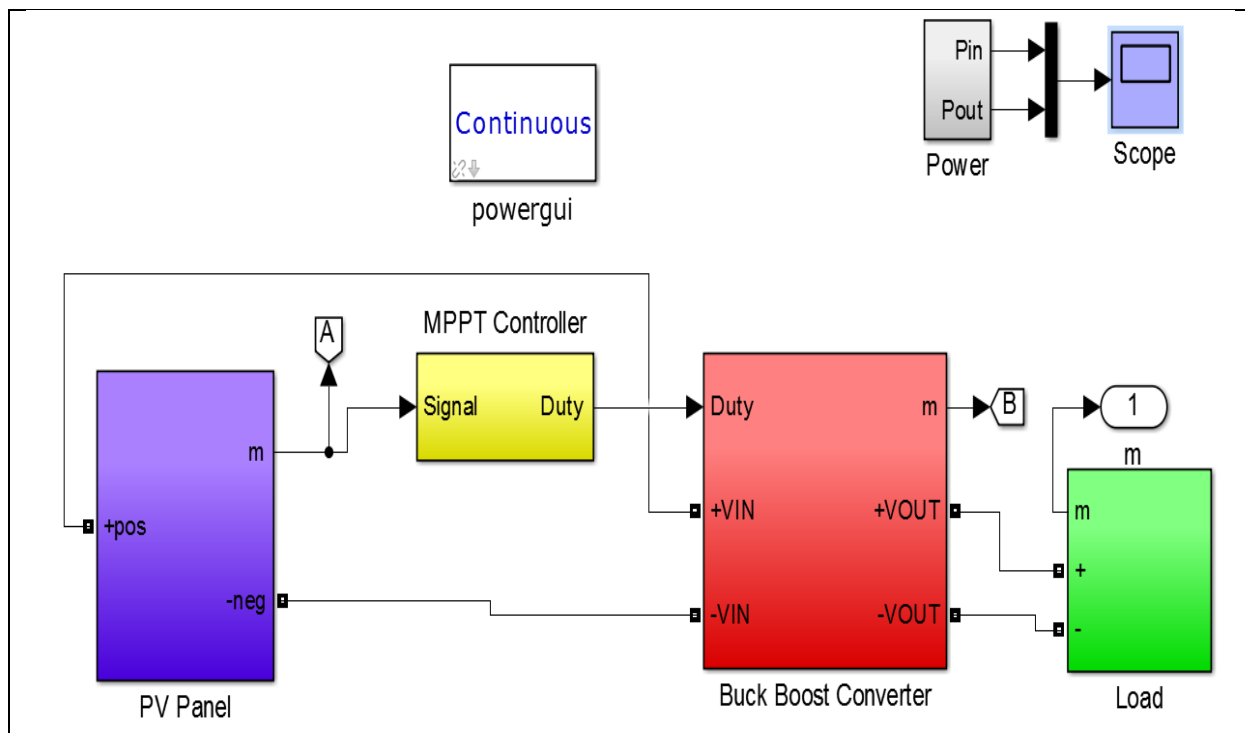 Continuous
powergui
Pin
Pout
Power
Scope
A
MPPT Controller
Signal
Duty
m
+pos
-neg
PV Panel
Duty
m
+VIN
+VOUT
-VIN
-VOUT
Buck Boost Converter
B
1
m
m
+
-
Load